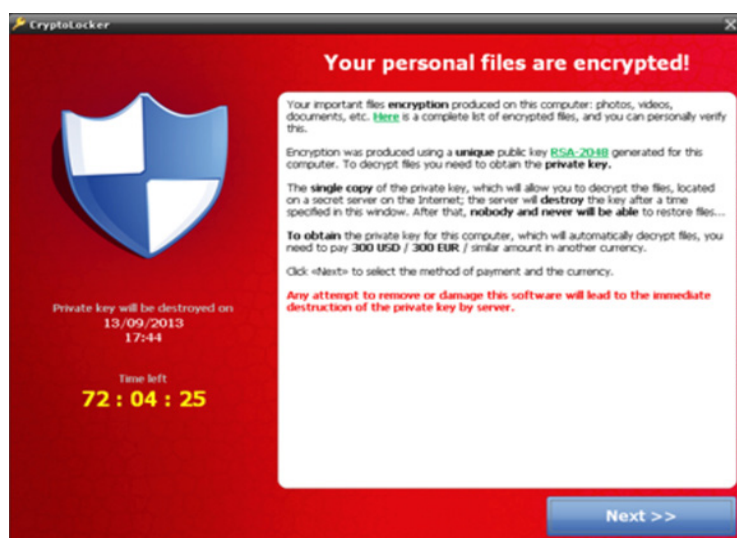 CryptoLocker
Your personal files are encrypted!
Your important files encryption produced on this computer: photos, videos,
documents, etc. Here is a complete list of encrypted files, and you can personally verify
this.
Encryption was produced using a unique public key RSA-2048 generated for this
computer. To decrypt files you need to obtain the private key.
The single copy of the private key, which will allow you to decrypt the files, located
on a secret server on the Internet; the server will destroy the key after a time
specified in this window. After that, nobody and never will be able to restore files...
To obtain the private key for this computer, which will automatically decrypt files, you
need to pay 300 USD / 300 EUR / similar amount in another currency.
Click «Next» to select the method of payment and the currency.
Any attempt to remove or damage this software will lead to the immediate
destruction of the private key by server.
Private key will be destroyed on
13/09/2013
17:44
Time left
72 : 04 : 25
Next >>